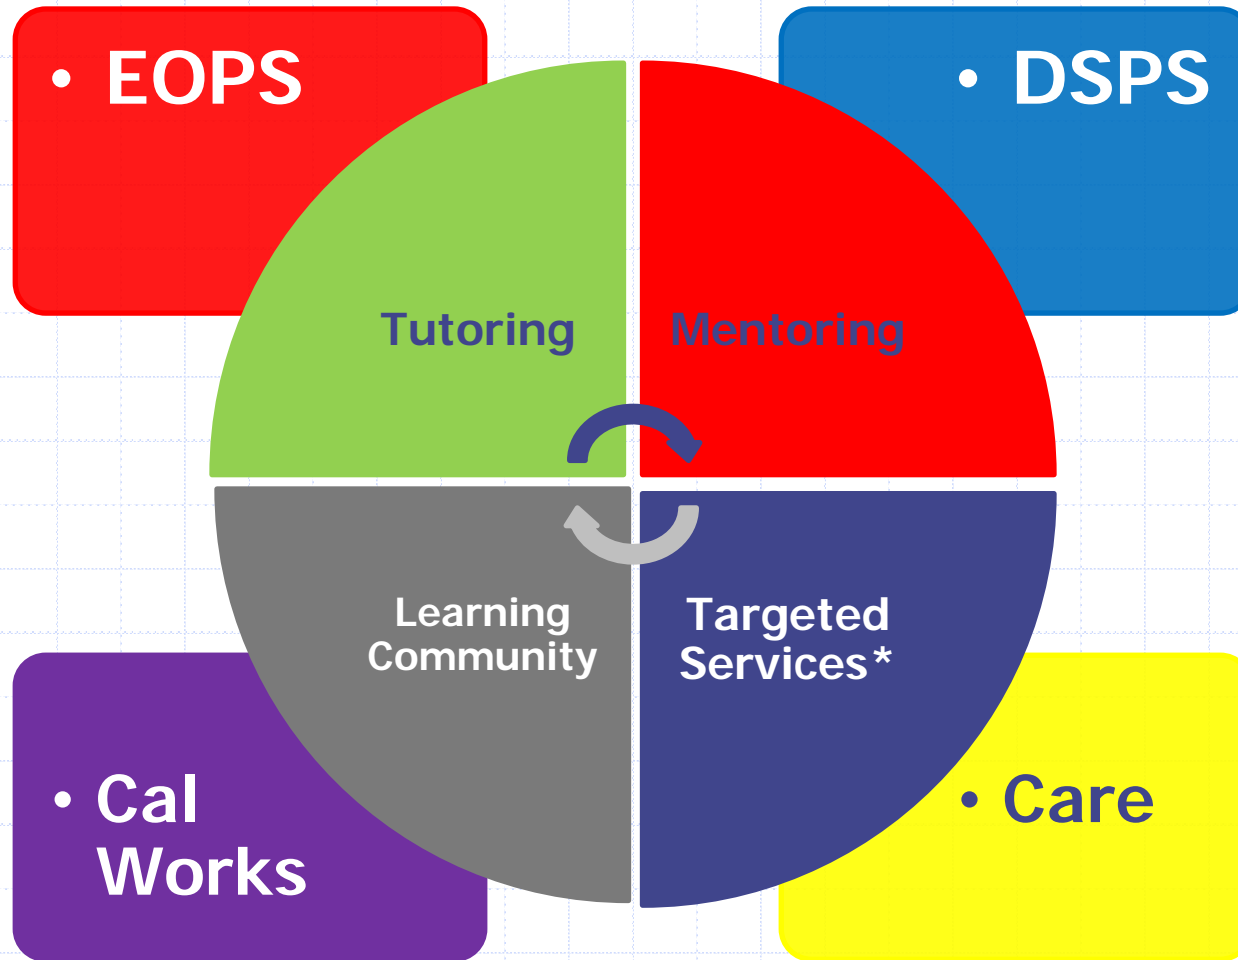 • EOPS
• DSPS
Tutoring
Mentoring
Learning
Community
Targeted
Services*
• Cal
Works
• Care